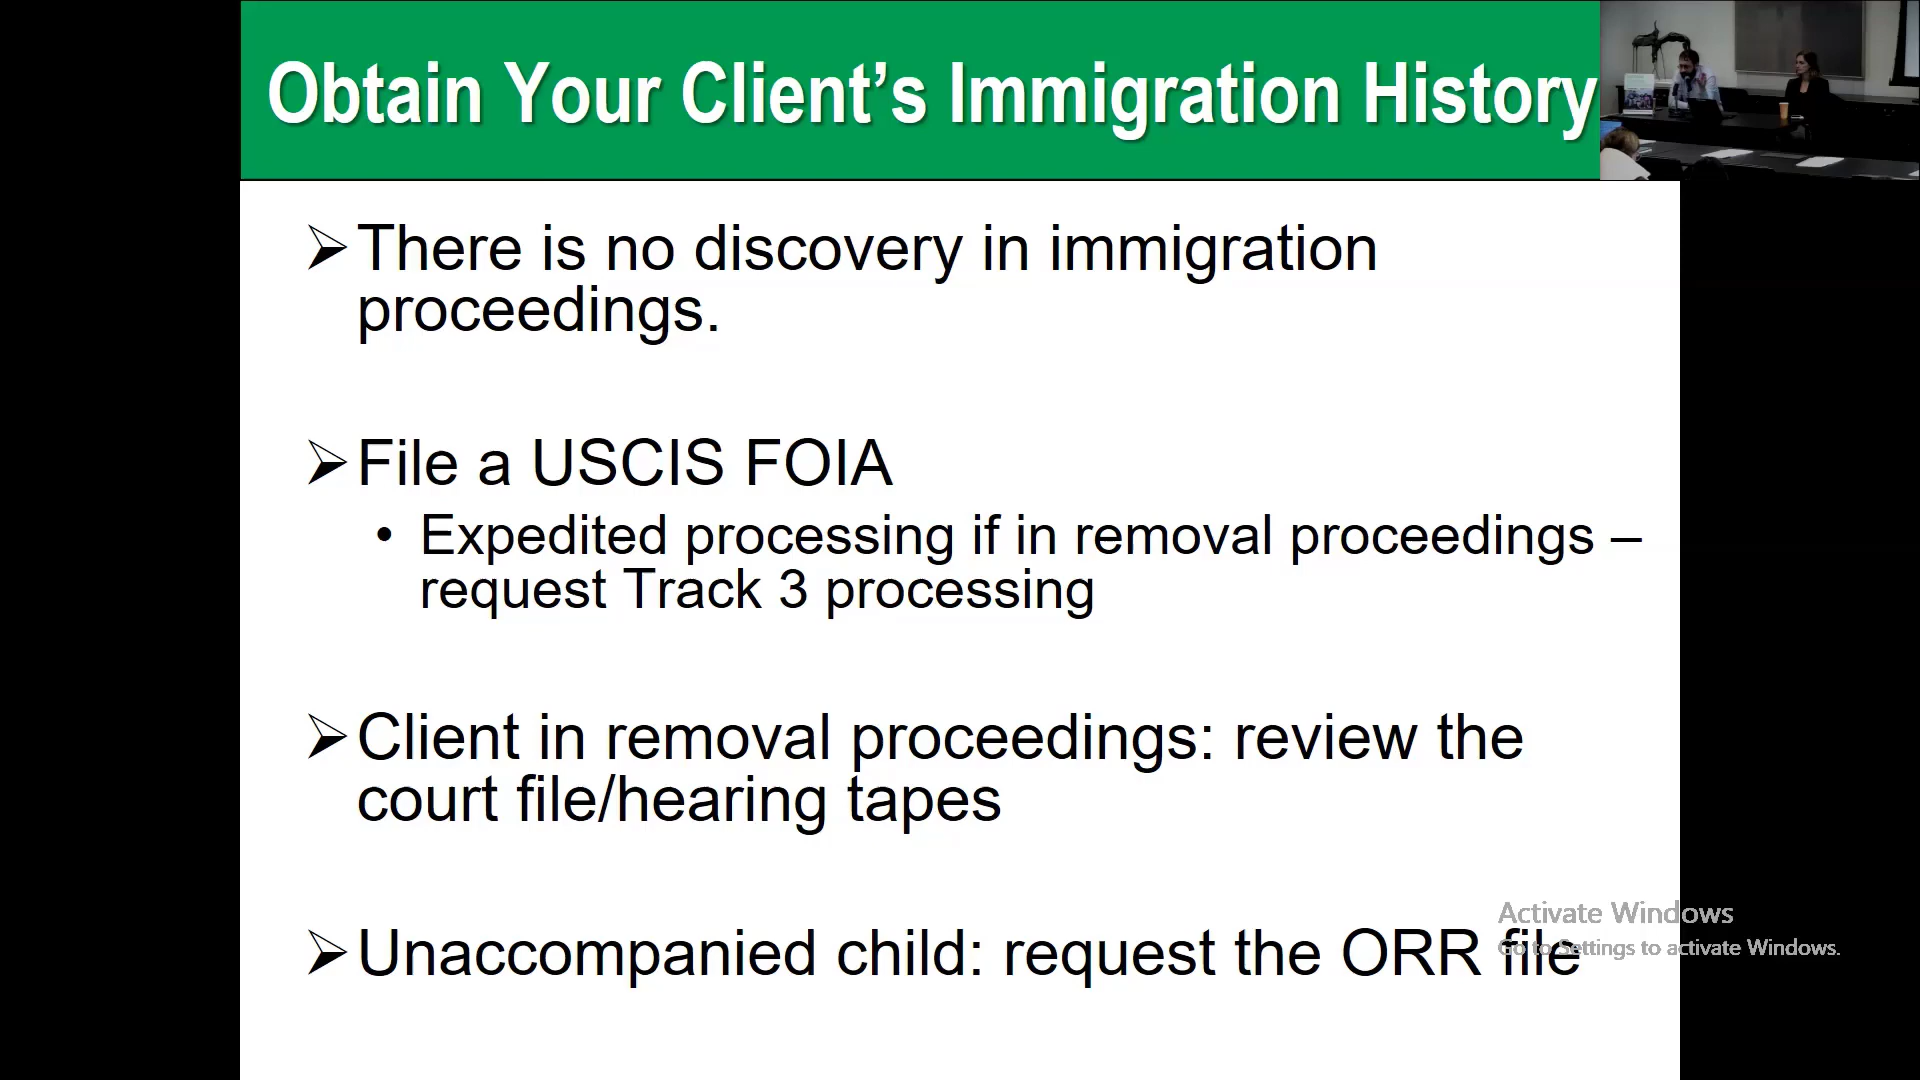 Obtain Your Client’s Immigration History
➢There is no discovery in immigration
proceedings.
➢File a USCIS FOIA
• Expedited processing if in removal proceedings –
request Track 3 processing
➢Client in removal proceedings: review the
court file/hearing tapes
➢Unaccompanied child: request the ORR file
Activate Windows
Go to Settings to activate Windows.